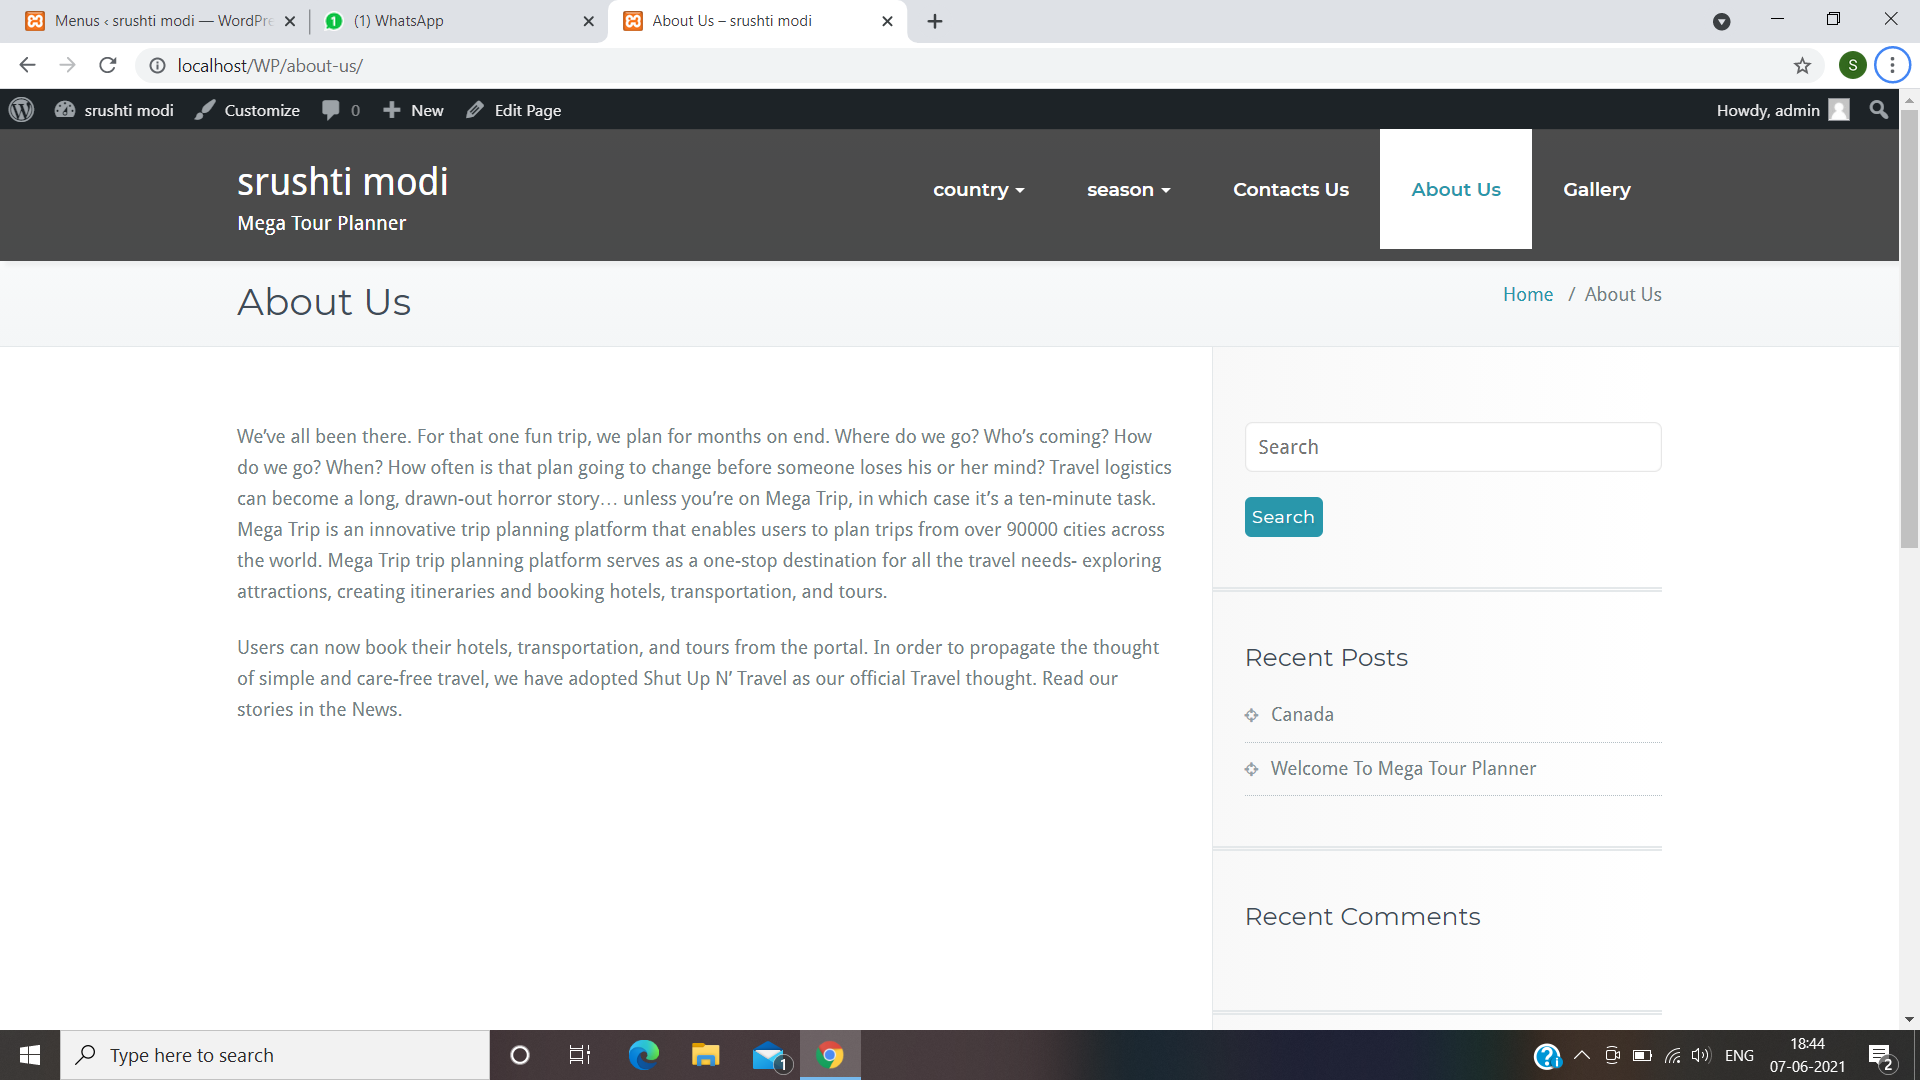 Menus ‹ srushti modi — WordPre
(1) WhatsApp
About Us – srushti modi
localhost/WP/about-us/
S
srushti modi
Customize
0
New
Edit Page
Howdy, admin
srushti modi
Mega Tour Planner
country
season
Contacts Us
About Us
Gallery
About Us
Home / About Us
We’ve all been there. For that one fun trip, we plan for months on end. Where do we go? Who’s coming? How
do we go? When? How often is that plan going to change before someone loses his or her mind? Travel logistics
can become a long, drawn-out horror story… unless you’re on Mega Trip, in which case it’s a ten-minute task.
Mega Trip is an innovative trip planning platform that enables users to plan trips from over 90000 cities across
the world. Mega Trip trip planning platform serves as a one-stop destination for all the travel needs- exploring
attractions, creating itineraries and booking hotels, transportation, and tours.
Users can now book their hotels, transportation, and tours from the portal. In order to propagate the thought
of simple and care-free travel, we have adopted Shut Up N’ Travel as our official Travel thought. Read our
stories in the News.
Search
Search
Recent Posts
Canada
Welcome To Mega Tour Planner
Recent Comments
Type here to search
1
ENG
18:44
07-06-2021
2